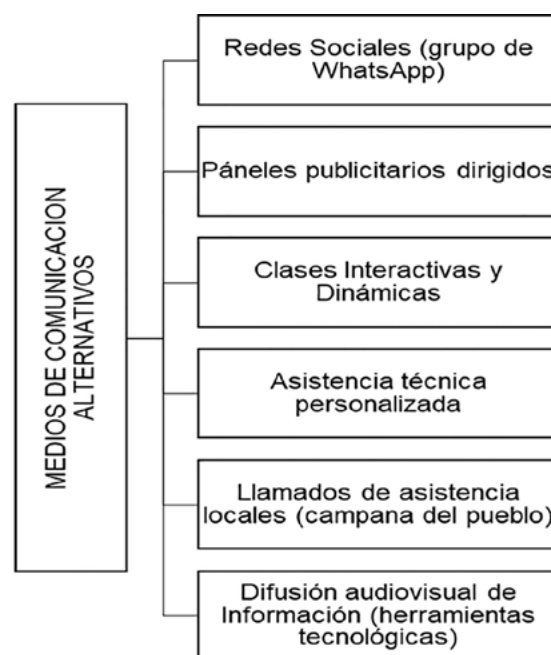 MEDIOS DE COMUNICACION
ALTERNATIVOS
Redes Sociales (grupo de
WhatsApp)
Páneles publicitarios dirigidos
Clases Interactivas y
Dinámicas
Asistencia técnica
personalizada
Llamados de asistencia
locales (campana del pueblo)
Difusión audiovisual de
Información (herramientas
tecnológicas)